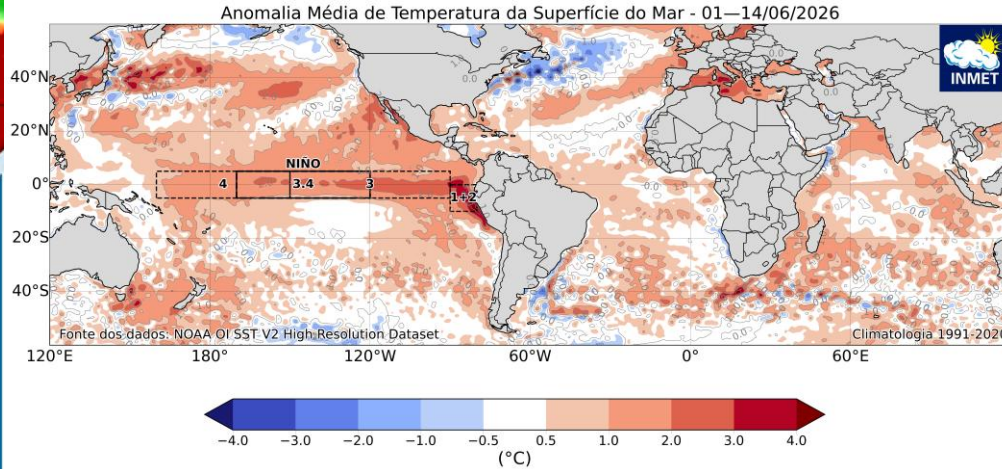 Anomalia Média de Temperatura da Superfície do Mar - 01—14/06/2026
INMET
40°N
20°N
NIÑO
0°
4
3.4
3
1+2
20°S
40°S
Fonte dos dados: NOAA OI SST V2 High Resolution Dataset
Climatologia 1991-2020
120°E
180°
120°W
60°W
0°
60°E
−4.0
−3.0
−2.0
−1.0
−0.5
0.5
1.0
2.0
3.0
4.0
(°C)